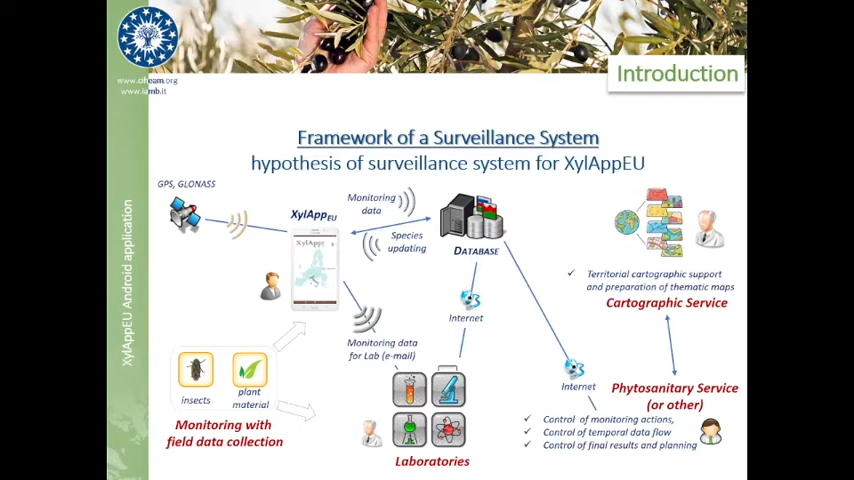 Introduction
www.ciheam.org
www.iamb.it
Framework of a Surveillance System
hypothesis of surveillance system for XylAppEU
GPS, GLONASS
XylAppEU
Monitoring
data
Species
updating
DATABASE
XylApp
Internet
Monitoring data
for Lab (e-mail)
insects
plant
material
Monitoring with
field data collection
Laboratories
✓ Territorial cartographic support
and preparation of thematic maps
Cartographic Service
Internet
Phytosanitary Service
(or other)
✓ Control of monitoring actions,
✓ Control of temporal data flow
✓ Control of final results and planning
XylAppEU Android application